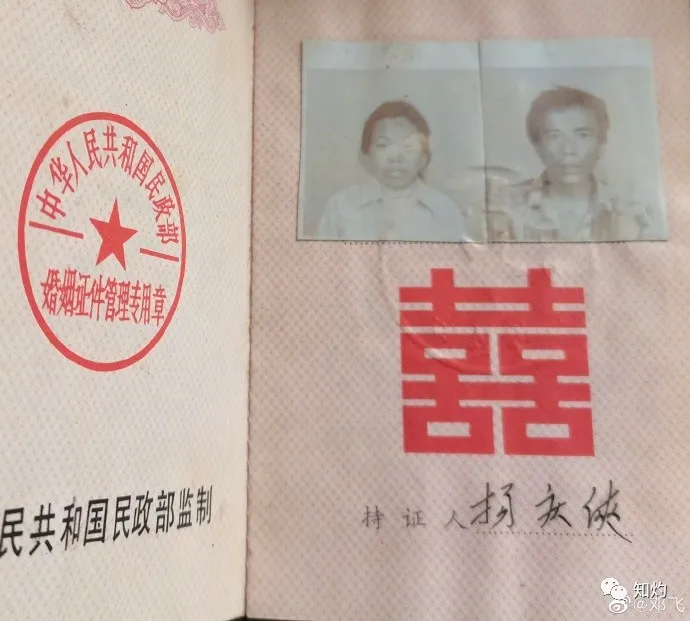 中华人民共和国民政部
婚姻证件管理专用章
民共和国民政部监制
囍
持证人 杨庆侠
知灼
@邓飞